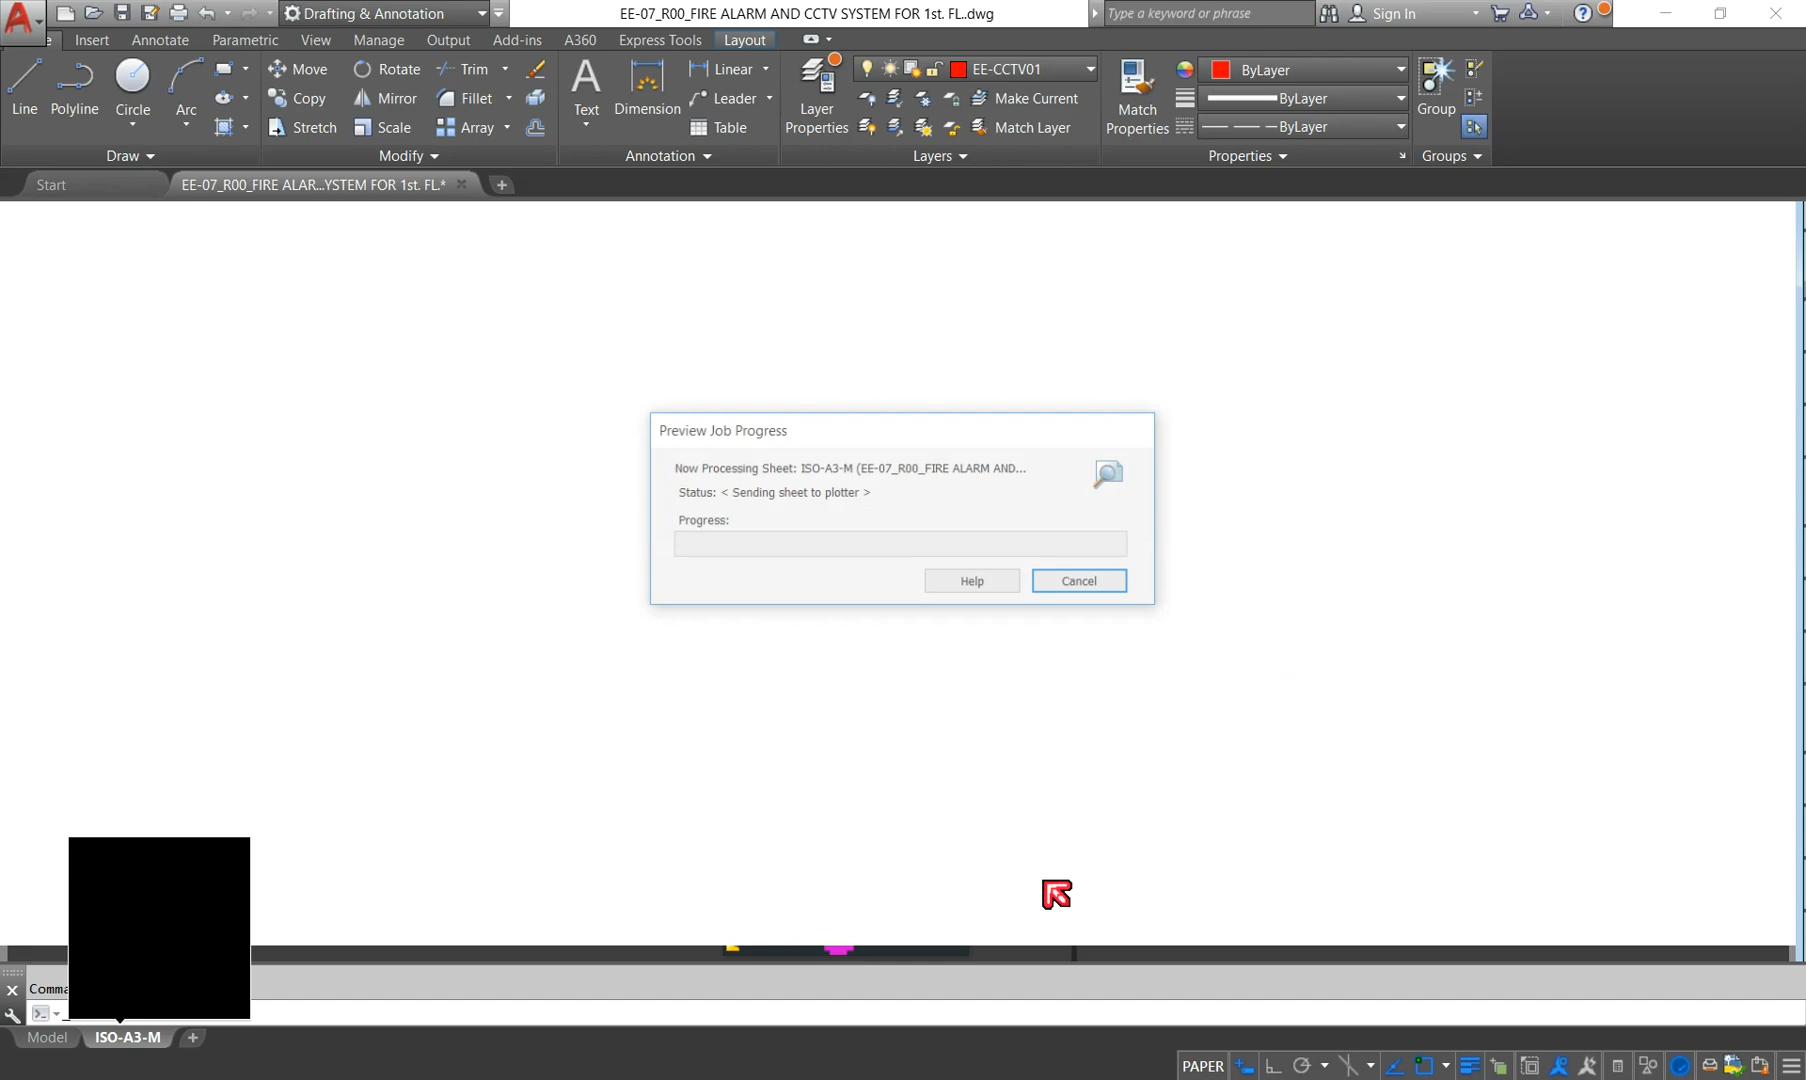 A Drafting & Annotation EE-07_R00_FIRE ALARM AND CCTV SYSTEM FOR 1st. FL..dwg Type a keyword or phrase Sign In ?
Insert Annotate Parametric View Manage Output Add-ins A360 Express Tools Layout
Line Polyline Circle Arc
Move Rotate Trim
Copy Mirror Fillet
Stretch Scale Array
A Text Dimension
Linear
Leader
Table
Layer Properties
EE-CCTV01
Make Current
Match Layer
Match Properties
ByLayer
ByLayer
ByLayer
Group
Draw Modify Annotation Layers Properties Groups
Start EE-07_R00_FIRE ALAR...YSTEM FOR 1st. FL.*
Preview Job Progress
Now Processing Sheet: ISO-A3-M (EE-07_R00_FIRE ALARM AND...
Status: < Sending sheet to plotter >
Progress:
Help Cancel
Model ISO-A3-M
PAPER